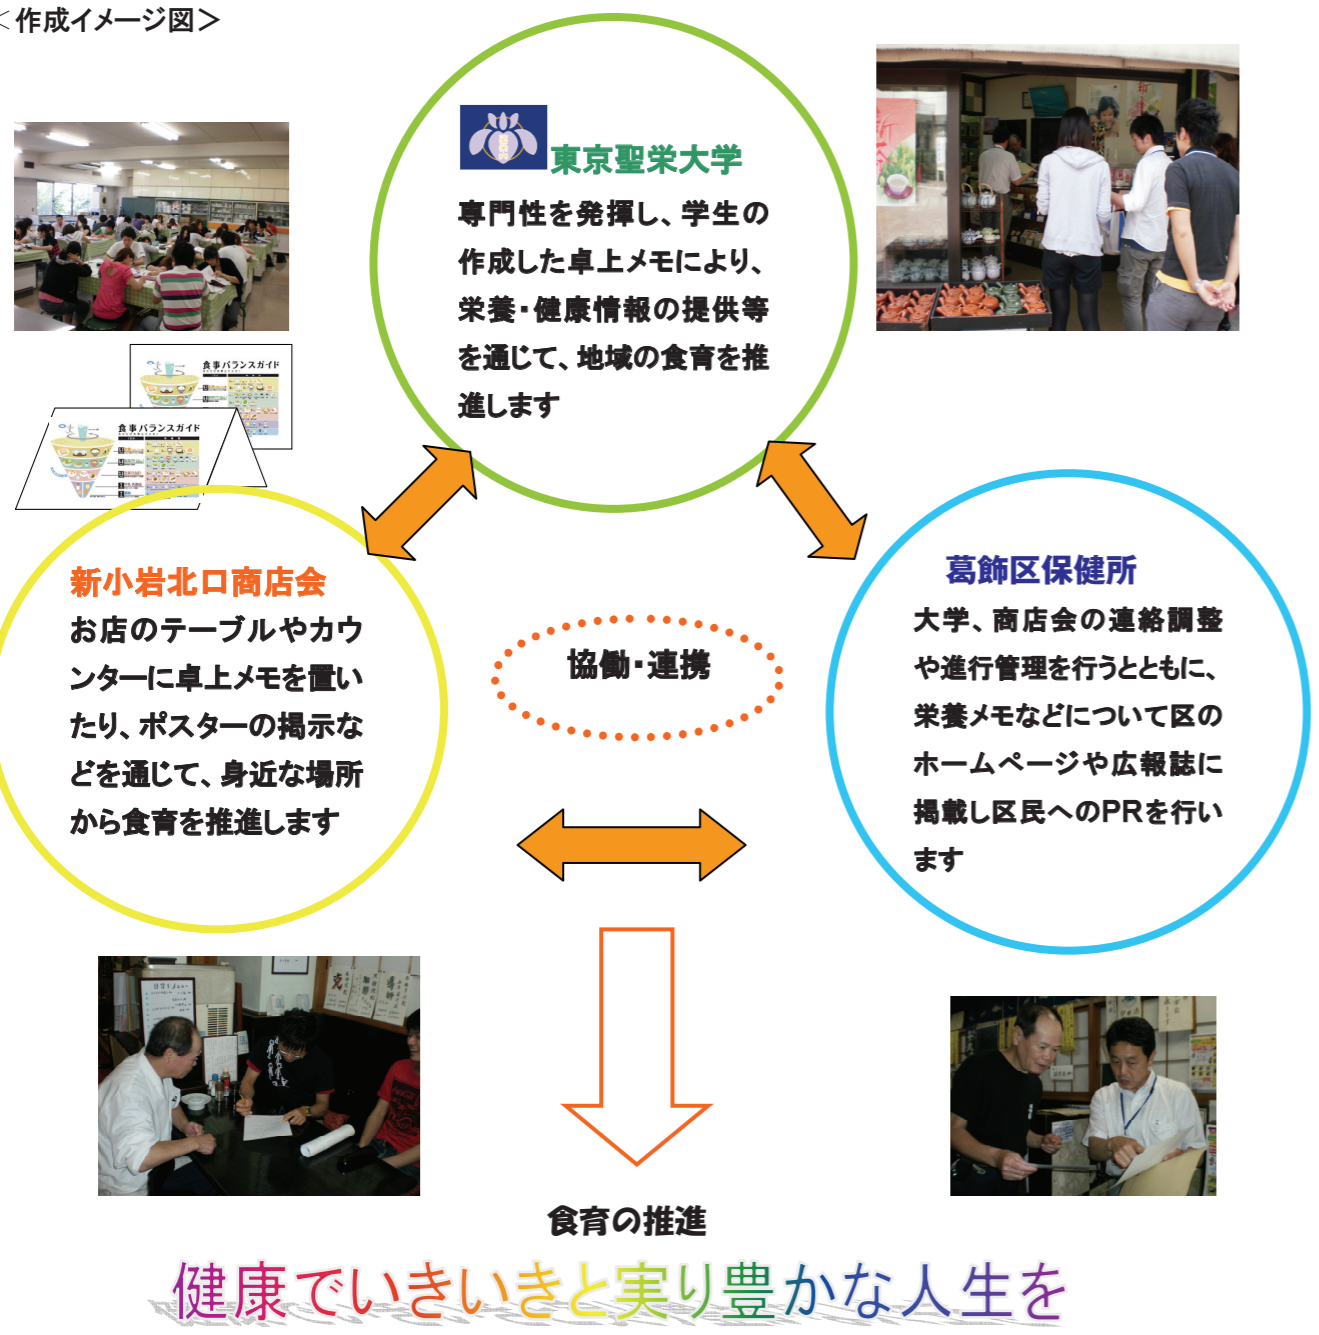 ＜作成イメージ図＞
東京聖栄大学
専門性を発揮し、学生の
作成した卓上メモにより、
栄養・健康情報の提供等
を通じて、地域の食育を推
進します
食事バランスガイド
食事バランスガイド
新小岩北口商店会
お店のテーブルやカウ
ンターに卓上メモを置い
たり、ポスターの掲示な
どを通じて、身近な場所
から食育を推進します
協働・連携
葛飾区保健所
大学、商店会の連絡調整
や進行管理を行うとともに、
栄養メモなどについて区の
ホームページや広報誌に
掲載し区民へのPRを行い
ます
食育の推進
健康でいきいきと実り豊かな人生を